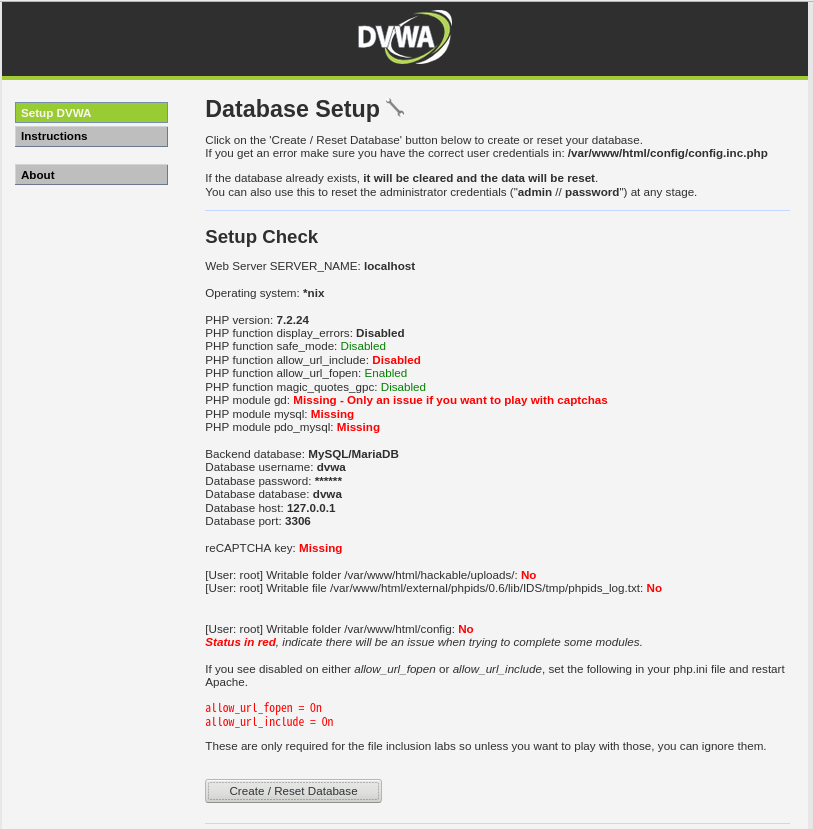 DVWA
Setup DVWA
Instructions
About
Database Setup
Click on the 'Create / Reset Database' button below to create or reset your database.
If you get an error make sure you have the correct user credentials in: /var/www/html/config/config.inc.php
If the database already exists, it will be cleared and the data will be reset.
You can also use this to reset the administrator credentials ("admin // password") at any stage.
Setup Check
Web Server SERVER_NAME: localhost
Operating system: *nix
PHP version: 7.2.24
PHP function display_errors: Disabled
PHP function safe_mode: Disabled
PHP function allow_url_include: Disabled
PHP function allow_url_fopen: Enabled
PHP function magic_quotes_gpc: Disabled
PHP module gd: Missing - Only an issue if you want to play with captchas
PHP module mysql: Missing
PHP module pdo_mysql: Missing
Backend database: MySQL/MariaDB
Database username: dvwa
Database password: ******
Database database: dvwa
Database host: 127.0.0.1
Database port: 3306
reCAPTCHA key: Missing
[User: root] Writable folder /var/www/html/hackable/uploads/: No
[User: root] Writable file /var/www/html/external/phpids/0.6/lib/IDS/tmp/phpids_log.txt: No
[User: root] Writable folder /var/www/html/config: No
Status in red, indicate there will be an issue when trying to complete some modules.
If you see disabled on either allow_url_fopen or allow_url_include, set the following in your php.ini file and restart
Apache.
allow_url_fopen = On
allow_url_include = On
These are only required for the file inclusion labs so unless you want to play with those, you can ignore them.
Create / Reset Database